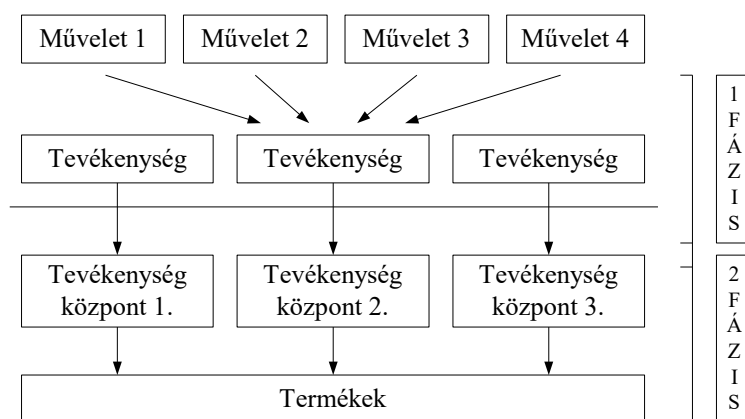 Művelet 1
Művelet 2
Művelet 3
Művelet 4
Tevékenység
Tevékenység
Tevékenység
1
F
Á
Z
I
S
Tevékenység
központ 1.
Tevékenység
központ 2.
Tevékenység
központ 3.
2
F
Á
Z
I
S
Termékek